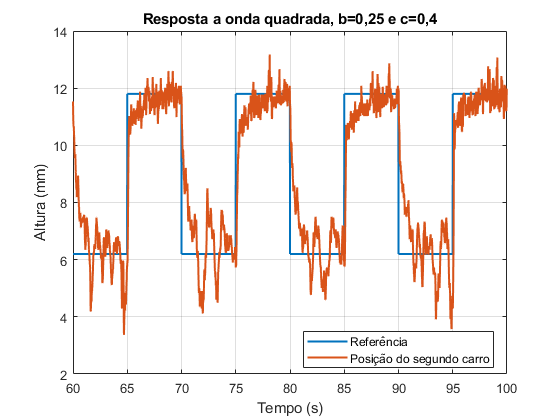 Resposta a onda quadrada, b=0,25 e c=0,4
Altura (mm)
14
12
10
8
6
4
2
60 65 70 75 80 85 90 95 100
Tempo (s)
Referência
Posição do segundo carro